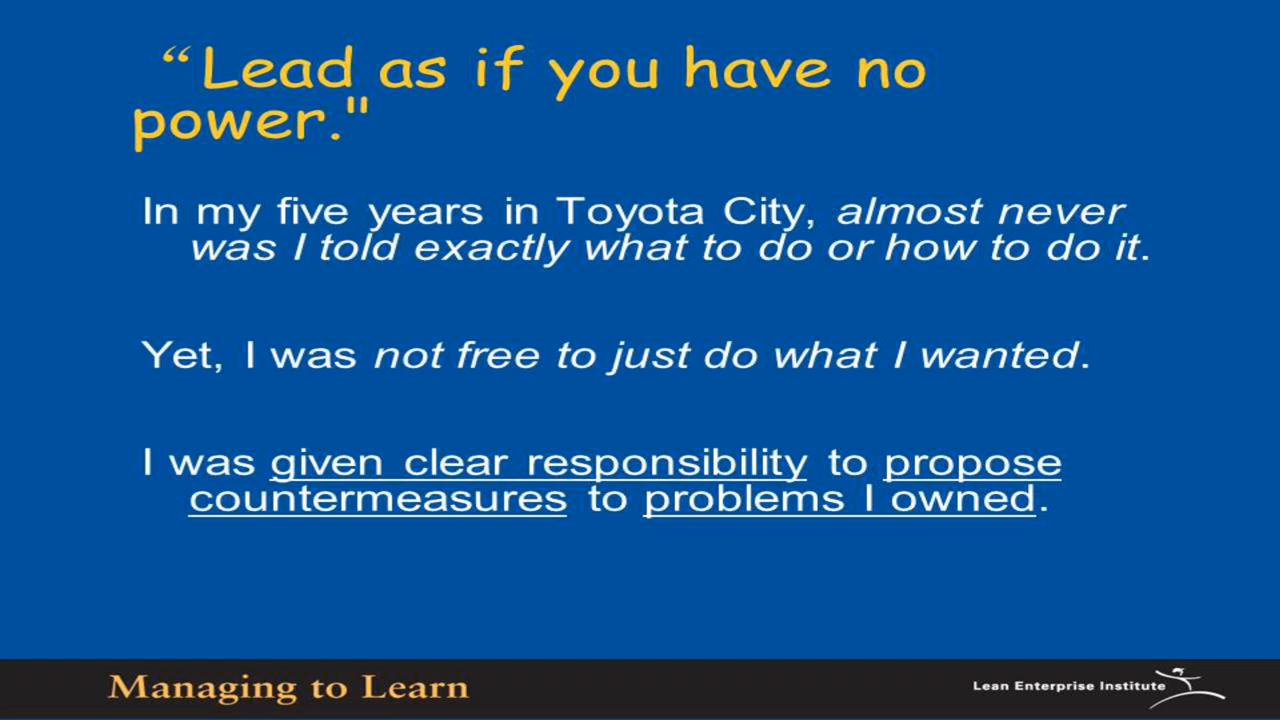 “Lead as if you have no
power."
In my five years in Toyota City, almost never
was I told exactly what to do or how to do it.
Yet, I was not free to just do what I wanted.
I was given clear responsibility to propose
countermeasures to problems I owned.
Managing to Learn
Lean Enterprise Institute